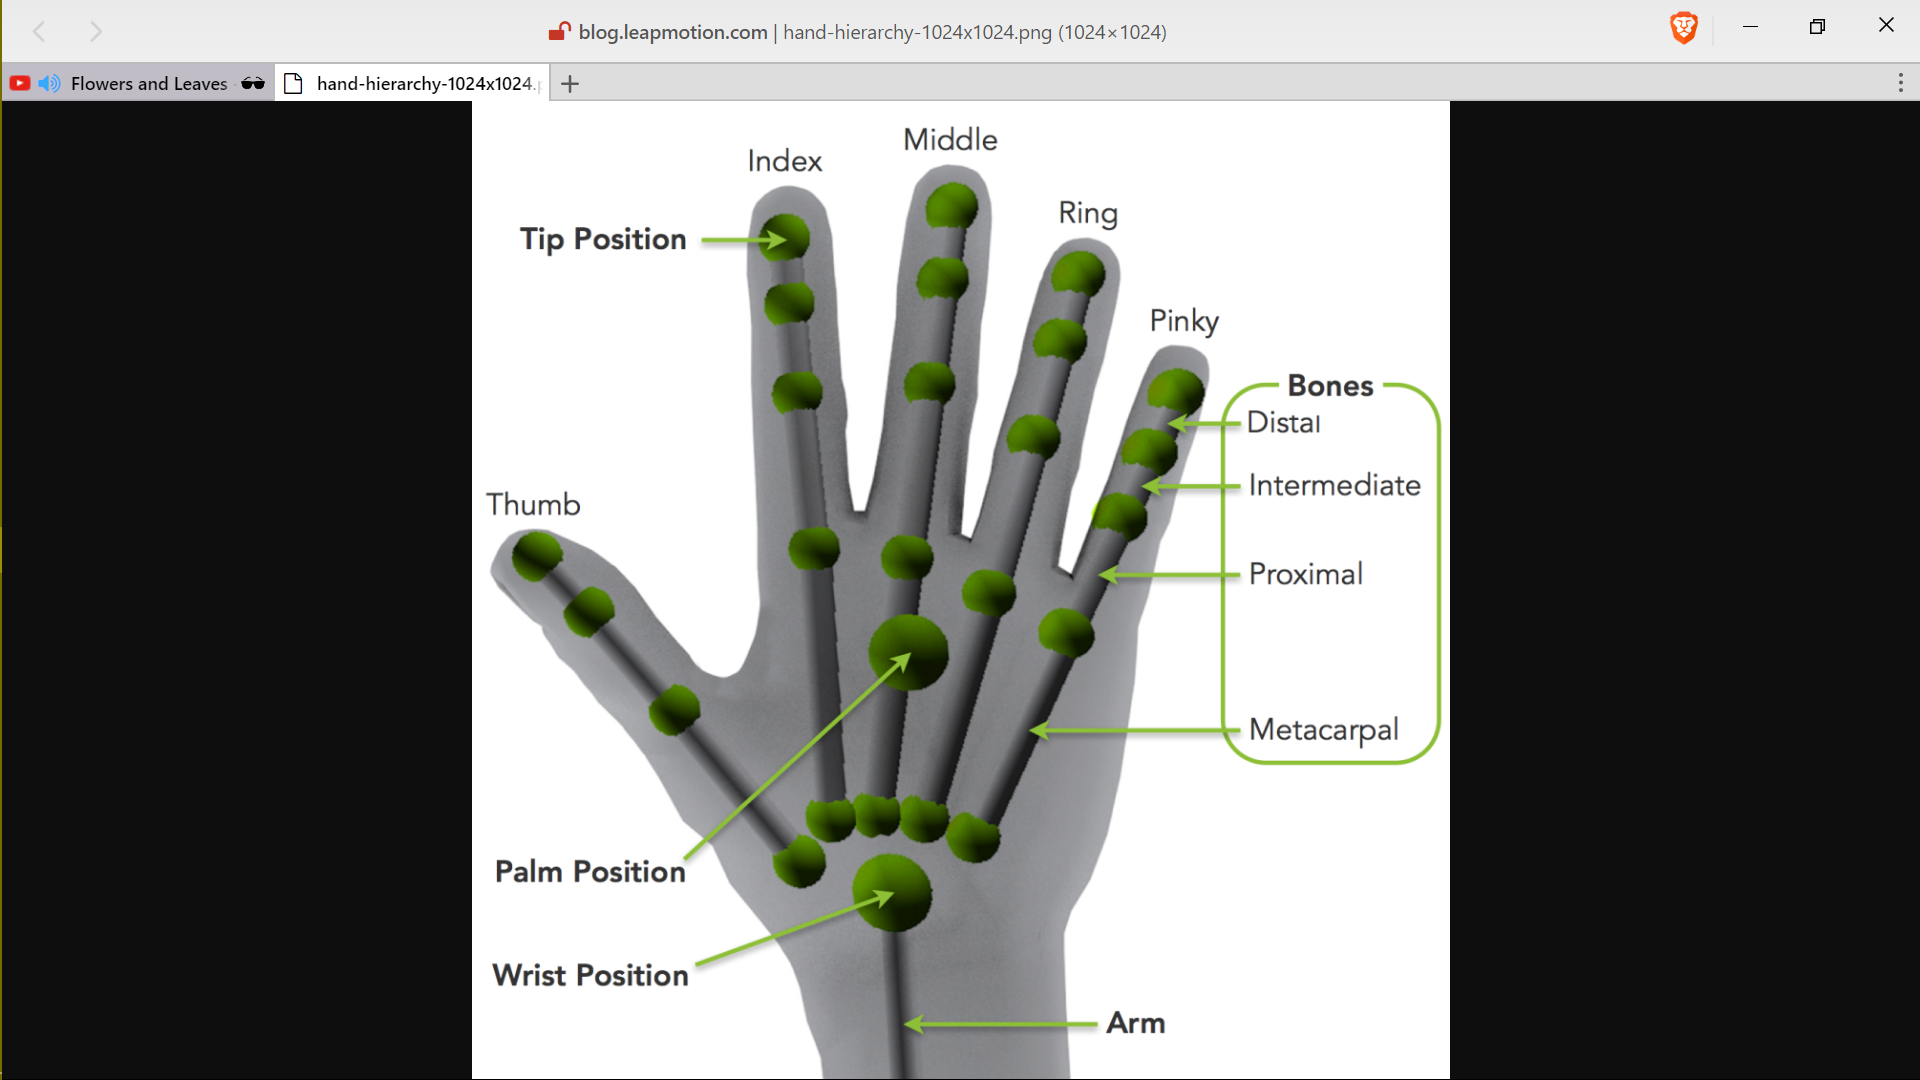 blog.leapmotion.com | hand-hierarchy-1024x1024.png (1024×1024)
Flowers and Leaves
hand-hierarchy-1024x1024.p
Middle
Index
Ring
Tip Position
Pinky
Bones
Distal
Intermediate
Thumb
Proximal
Metacarpal
Palm Position
Wrist Position
Arm